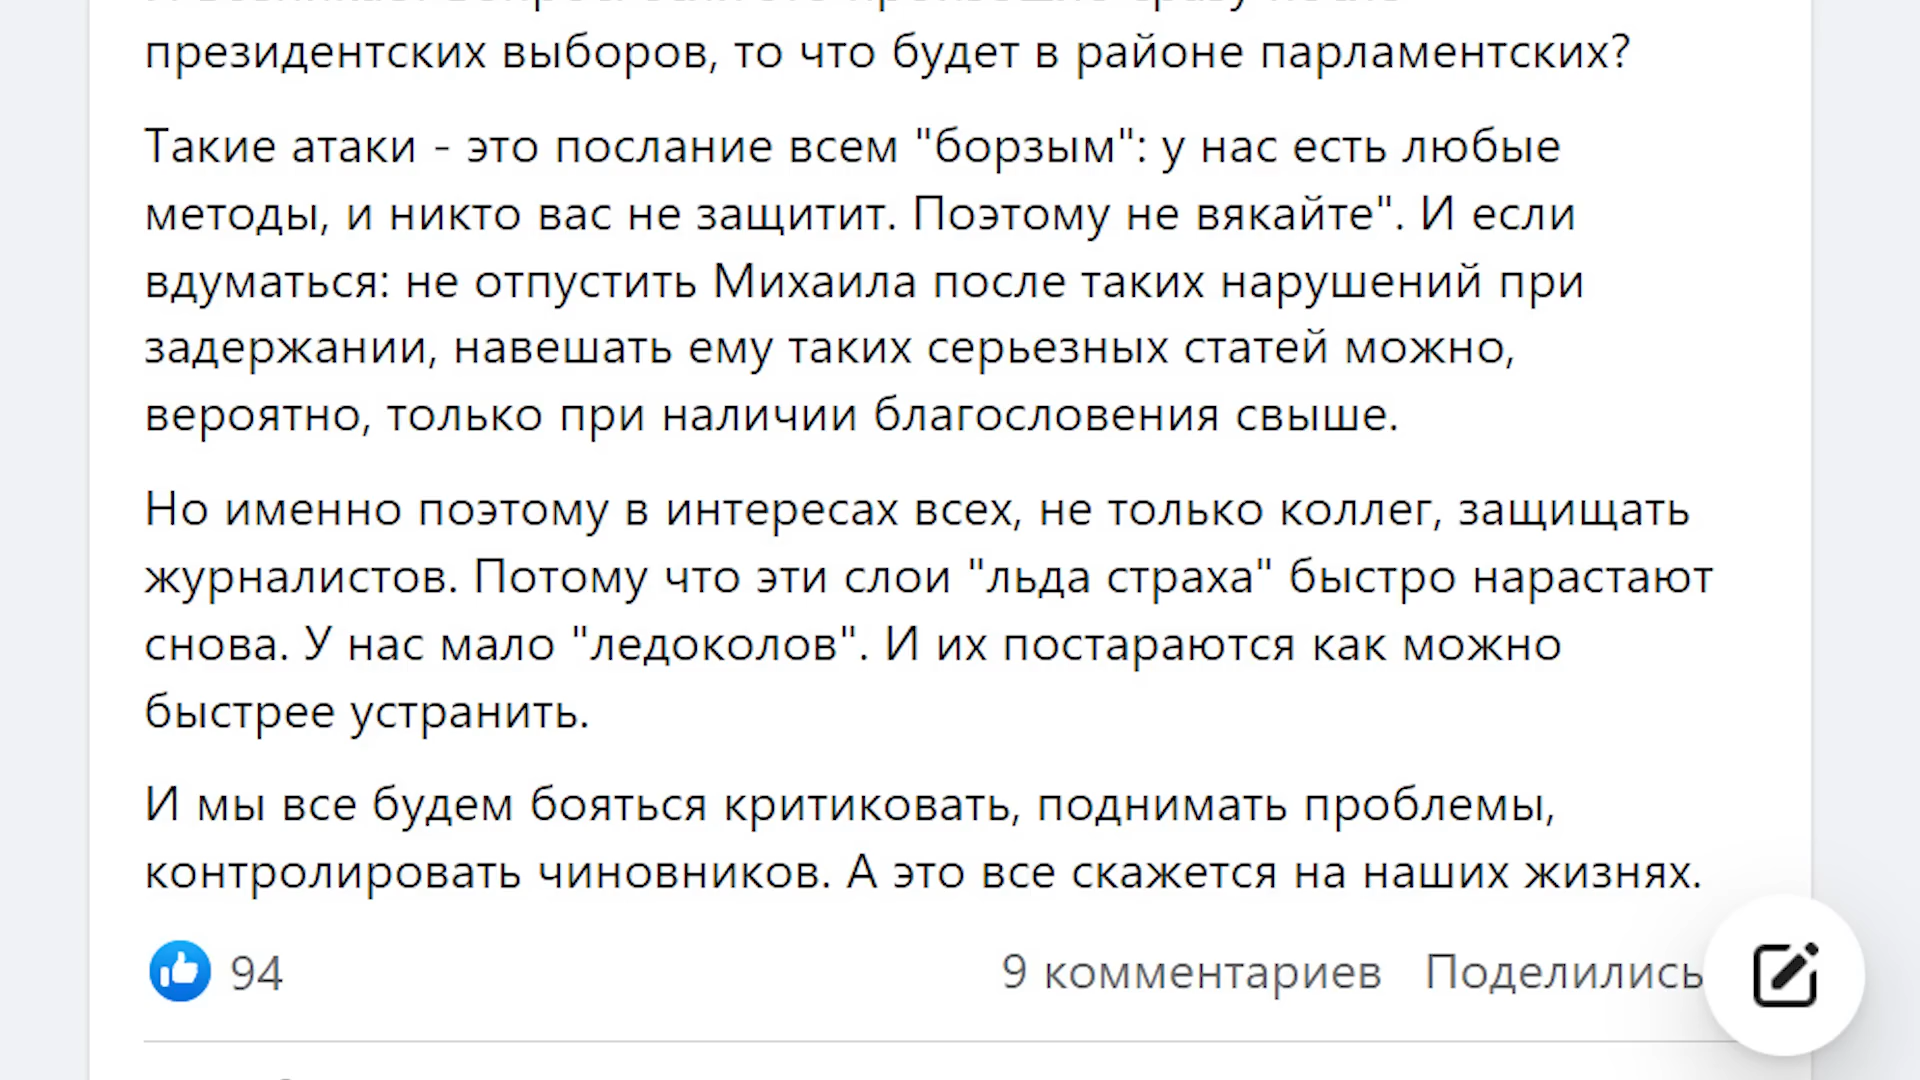 президентских выборов, то что будет в районе парламентских?
Такие атаки - это послание всем "борзым": у нас есть любые
методы, и никто вас не защитит. Поэтому не вякайте". И если
вдуматься: не отпустить Михаила после таких нарушений при
задержании, навешать ему таких серьезных статей можно,
вероятно, только при наличии благословения свыше.
Но именно поэтому в интересах всех, не только коллег, защищать
журналистов. Потому что эти слои "льда страха" быстро нарастают
снова. У нас мало "ледоколов". И их постараются как можно
быстрее устранить.
И мы все будем бояться критиковать, поднимать проблемы,
контролировать чиновников. А это все скажется на наших жизнях.
94
9 комментариев Поделились